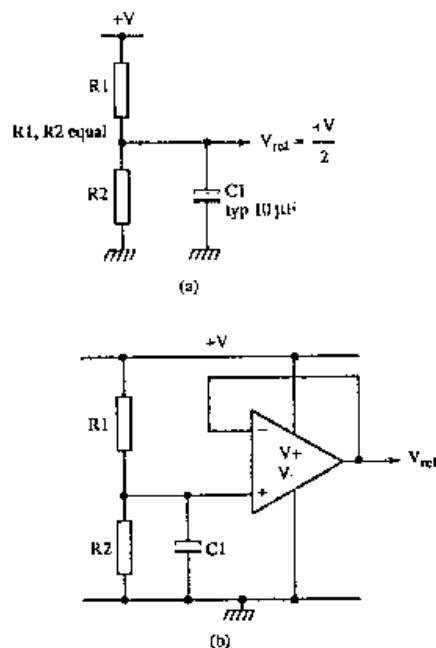 +V
R1
R1, R2 equal
V_ref = +V/2
R2
C1
typ 10 µF
(a)
+V
R1
−
V+
V-
+
V_ref
R2
C1
(b)